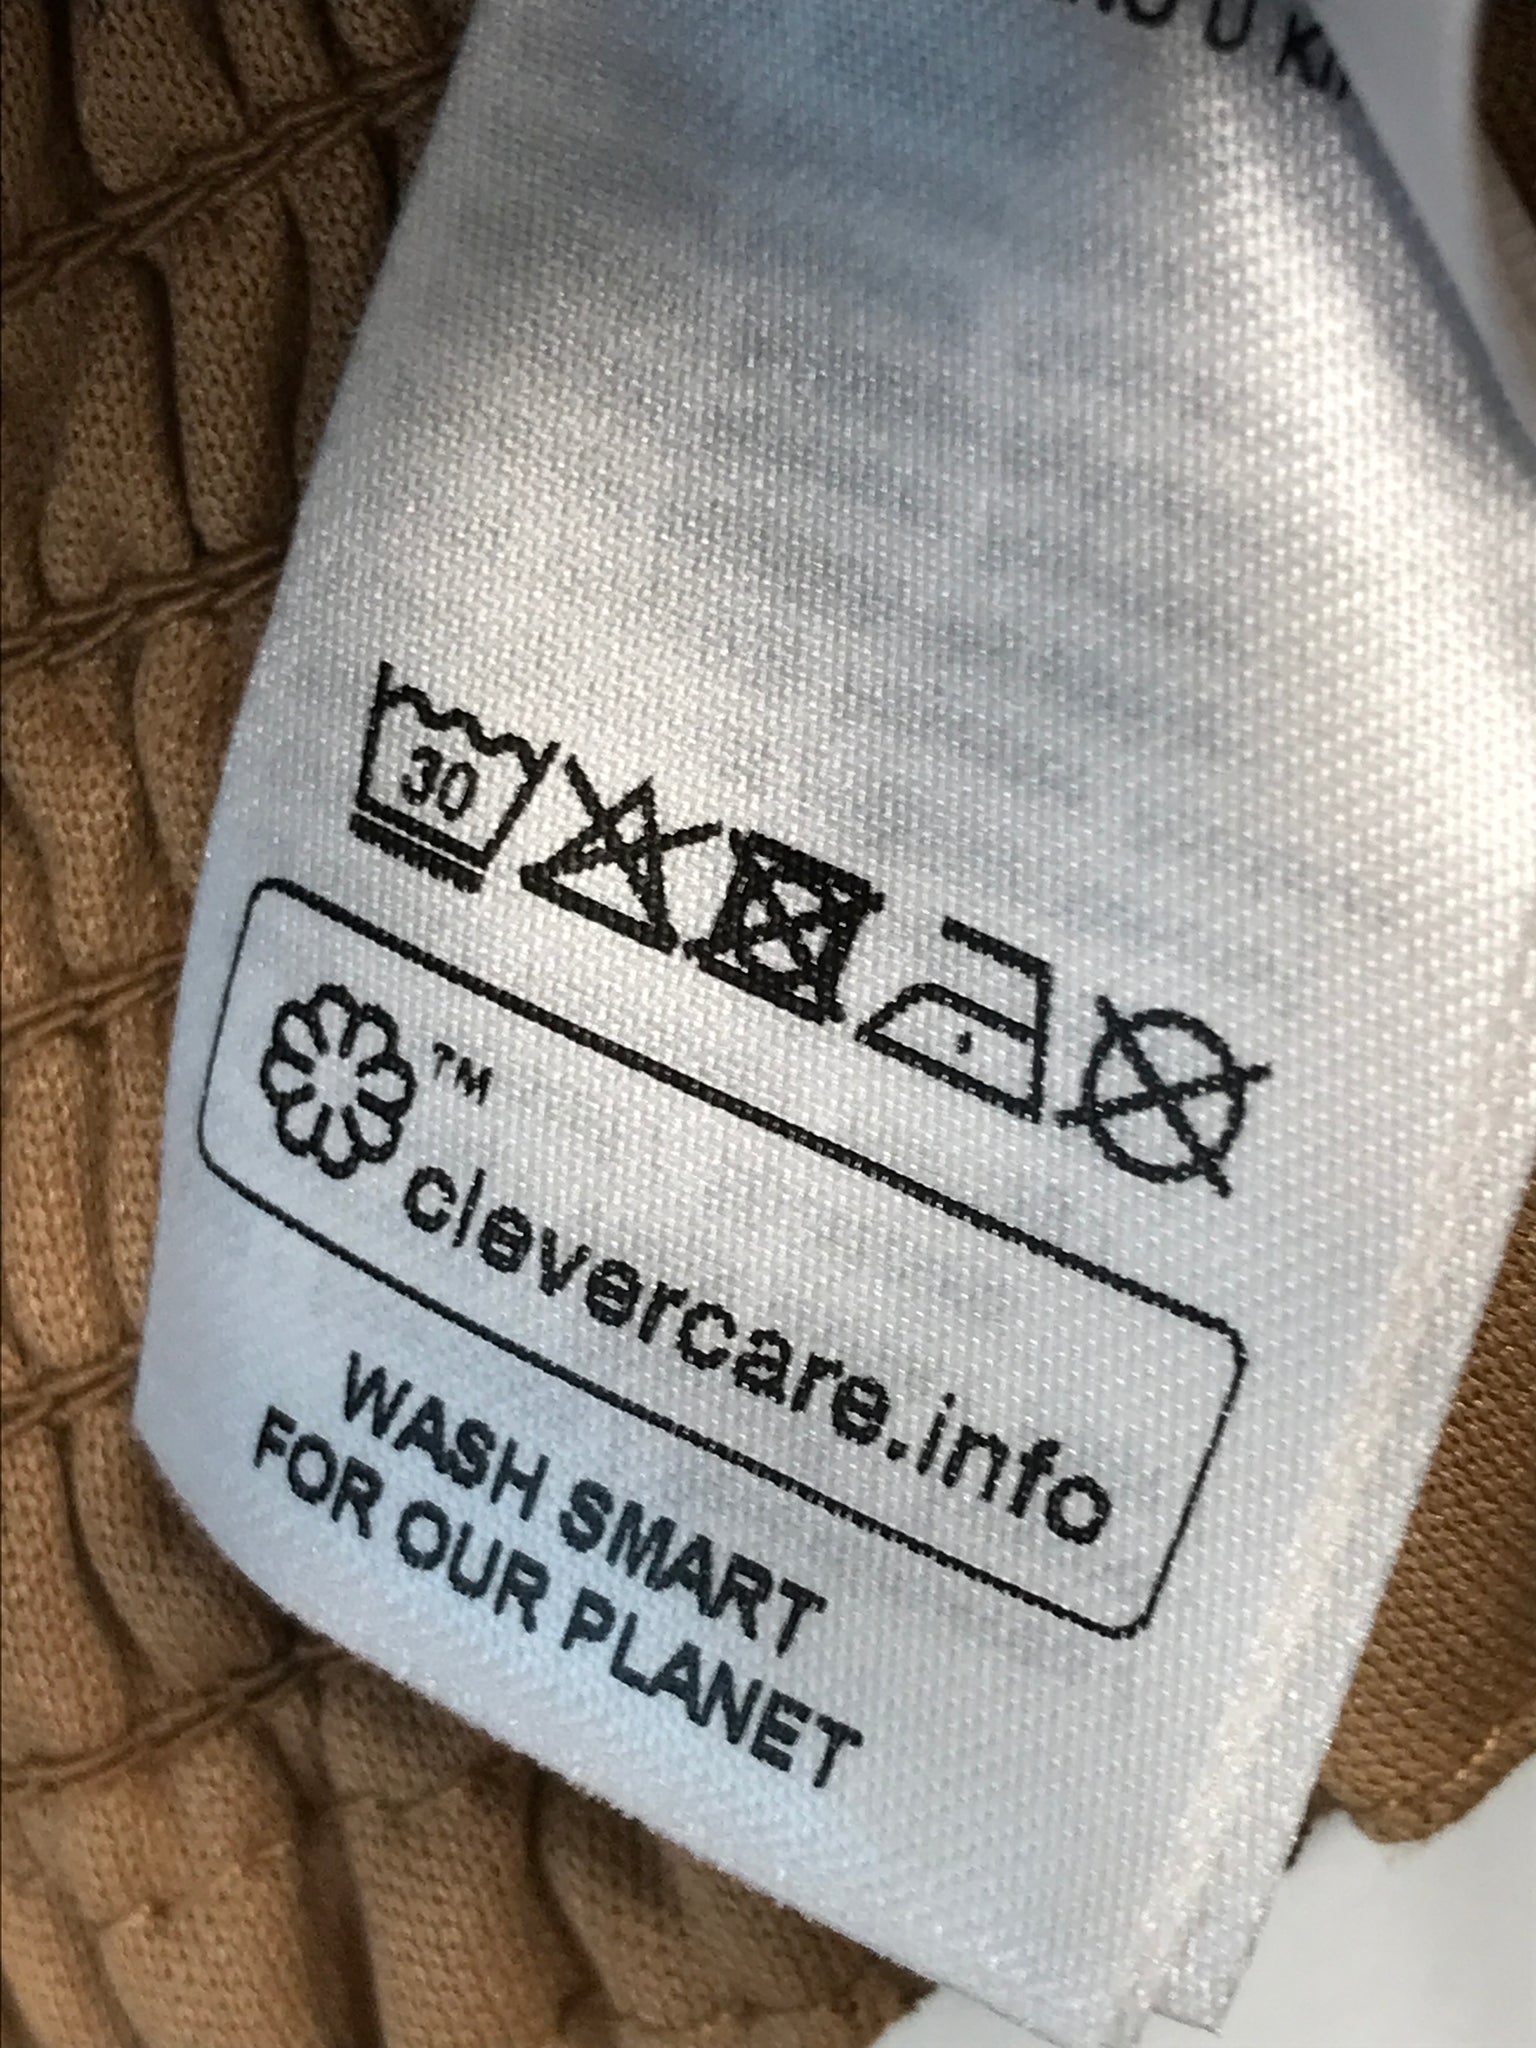 30
™
clevercare.info
WASH SMART
FOR OUR PLANET